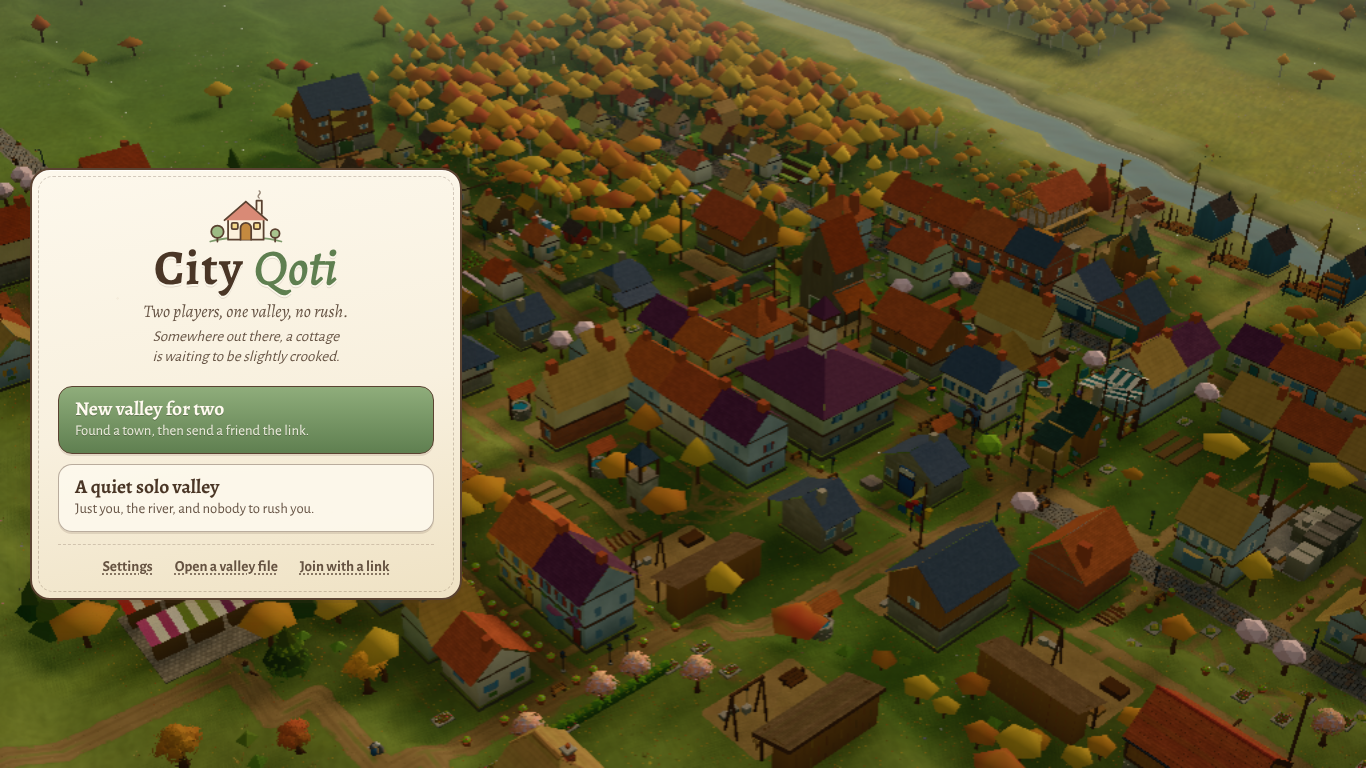 City Qoti
Two players, one valley, no rush.
Somewhere out there, a cottage
is waiting to be slightly crooked.
New valley for two
Found a town, then send a friend the link.
A quiet solo valley
Just you, the river, and nobody to rush you.
Settings Open a valley file Join with a link